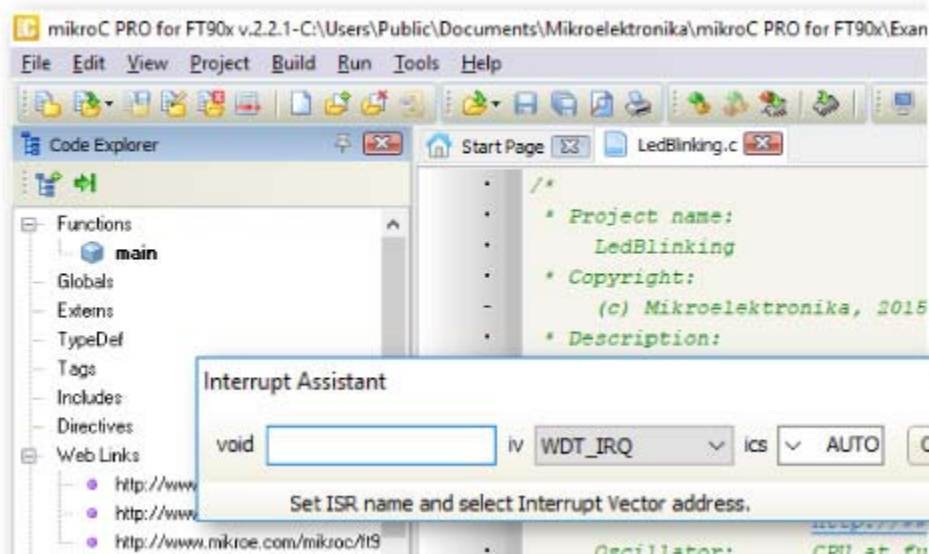 mikroC PRO for FT90x v.2.2.1-C:\Users\Public\Documents\Mikroelektronika\mikroC PRO for FT90x\Exan
File Edit View Project Build Run Tools Help
Code Explorer
Start Page LedBlinking.c
/*
Functions
* Project name:
main
LedBlinking
Globals
* Copyright:
Externs
(c) Mikroelektronika, 2015
TypeDef
* Description:
Tags
Interrupt Assistant
Includes
Directives
void iv WDT_IRQ ics AUTO
Web Links
http://www
Set ISR name and select Interrupt Vector address.
http://www
http://www.mikroe.com/mikroc/ft9
Oscillator: